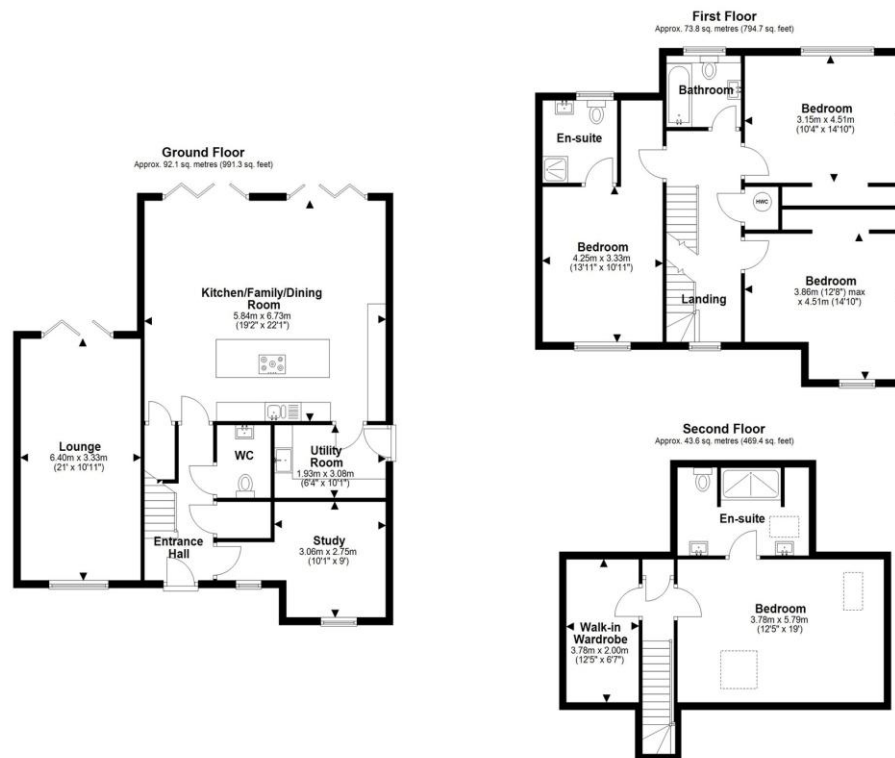 Ground Floor
Approx. 92.1 sq. metres (991.3 sq. feet)
Kitchen/Family/Dining
Room
5.84m x 6.73m
(19'2" x 22'1")
Lounge
6.40m x 3.33m
(21' x 10'11")
WC
Utility
Room
1.93m x 3.08m
(6'4" x 10'1")
Entrance
Hall
Study
3.06m x 2.75m
(10'1" x 9')
First Floor
Approx. 73.8 sq. metres (794.7 sq. feet)
Bathroom
Bedroom
3.15m x 4.51m
(10'4" x 14'10")
En-suite
HWC
Bedroom
4.25m x 3.33m
(13'11" x 10'11")
Landing
Bedroom
3.86m (12'8") max
x 4.51m (14'10")
Second Floor
Approx. 43.6 sq. metres (469.4 sq. feet)
En-suite
Bedroom
3.78m x 5.79m
(12'5" x 19')
Walk-in
Wardrobe
3.78m x 2.00m
(12'5" x 6'7")